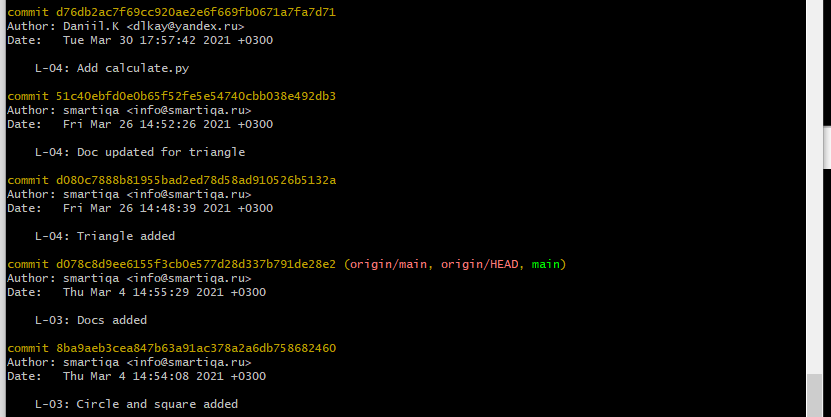 commit d76db2ac7f69cc920ae2e6f669fb0671a7fa7d71
Author: Daniil.K <dlkay@yandex.ru>
Date:   Tue Mar 30 17:57:42 2021 +0300
L-04: Add calculate.py
commit 51c40ebfd0e0b65f52fe5e54740cbb038e492db3
Author: smartiqa <info@smartiqa.ru>
Date:   Fri Mar 26 14:52:26 2021 +0300
L-04: Doc updated for triangle
commit d080c7888b81955bad2ed78d58ad910526b5132a
Author: smartiqa <info@smartiqa.ru>
Date:   Fri Mar 26 14:48:39 2021 +0300
L-04: Triangle added
commit d078c8d9ee6155f3cb0e577d28d337b791de28e2 (origin/main, origin/HEAD, main)
Author: smartiqa <info@smartiqa.ru>
Date:   Thu Mar 4 14:55:29 2021 +0300
L-03: Docs added
commit 8ba9aeb3cea847b63a91ac378a2a6db758682460
Author: smartiqa <info@smartiqa.ru>
Date:   Thu Mar 4 14:54:08 2021 +0300
L-03: Circle and square added